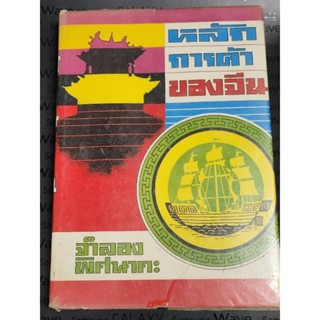 หลัก
การค้า
ของจีน
จำลอง
พิศนาคะ